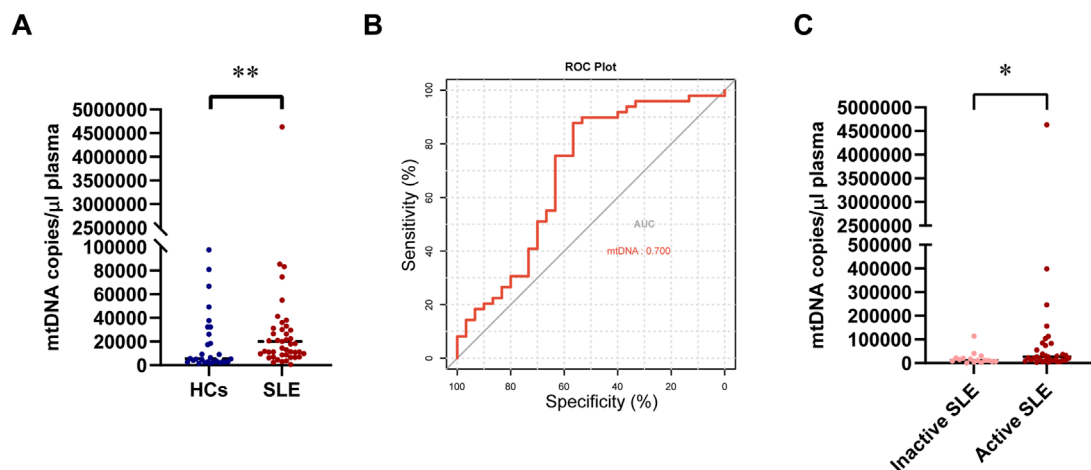 A
**
mtDNA copies/µl plasma
5000000
4500000
4000000
3500000
3000000
2500000
100000
80000
60000
40000
20000
0
HCs SLE
B
ROC Plot
Sensitivity (%)
100
80
60
40
20
0
AUC
mtDNA : 0.700
100 80 60 40 20 0
Specificity (%)
C
*
mtDNA copies/µl plasma
5000000
4500000
4000000
3500000
3000000
2500000
500000
400000
300000
200000
100000
0
Inactive SLE
Active SLE